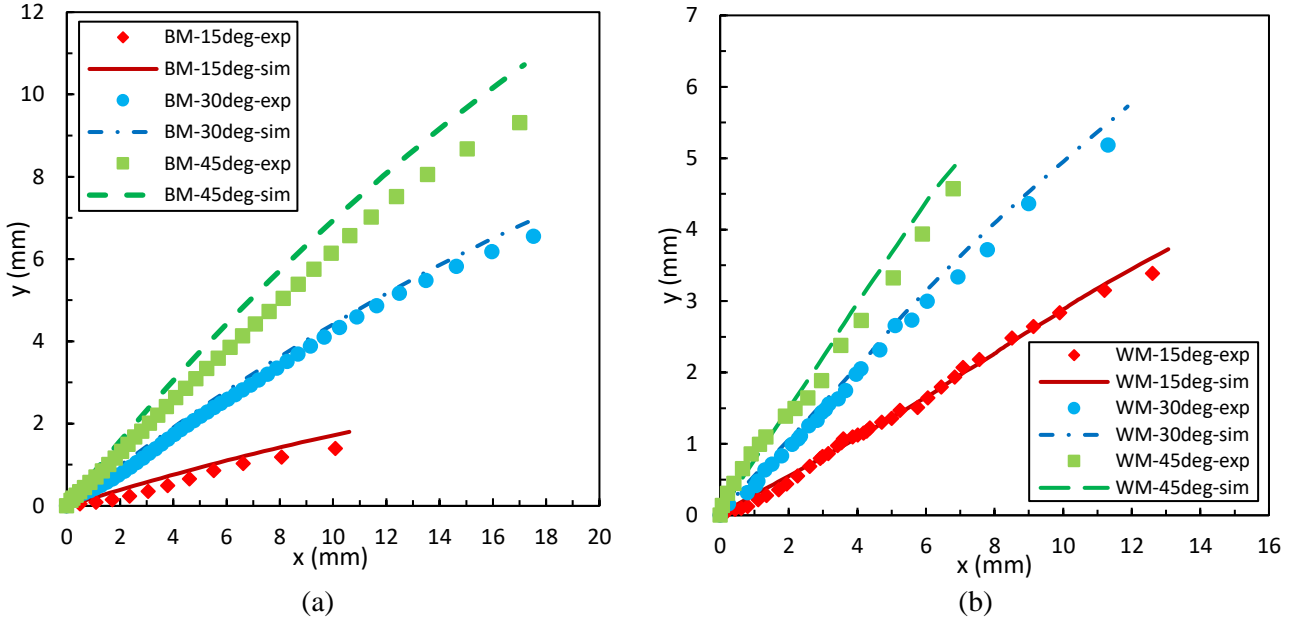 12
10
8
6
4
2
0
y (mm)
BM-15deg-exp
BM-15deg-sim
BM-30deg-exp
BM-30deg-sim
BM-45deg-exp
BM-45deg-sim
0 2 4 6 8 10 12 14 16 18 20
x (mm)
(a)
7
6
5
4
3
2
1
0
y (mm)
WM-15deg-exp
WM-15deg-sim
WM-30deg-exp
WM-30deg-sim
WM-45deg-exp
WM-45deg-sim
0 2 4 6 8 10 12 14 16
x (mm)
(b)